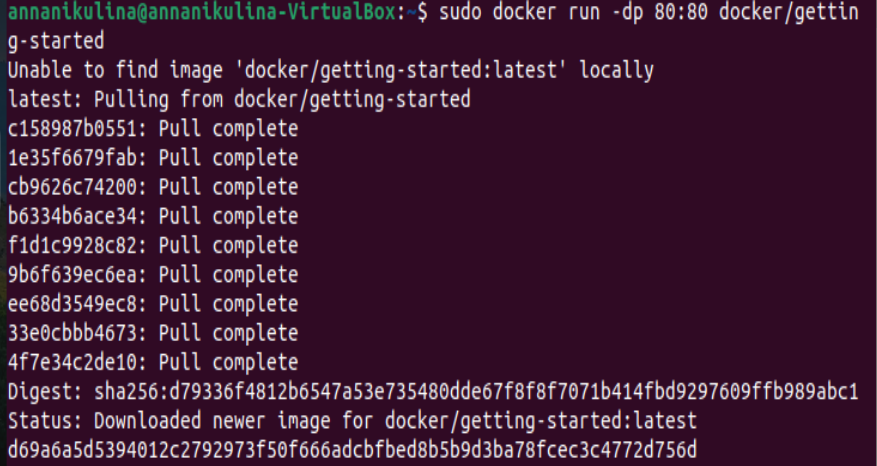 annanikulina@annanikulina-VirtualBox:~$ sudo docker run -dp 80:80 docker/gettin
g-started
Unable to find image 'docker/getting-started:latest' locally
latest: Pulling from docker/getting-started
c158987b0551: Pull complete
1e35f6679fab: Pull complete
cb9626c74200: Pull complete
b6334b6ace34: Pull complete
f1d1c9928c82: Pull complete
9b6f639ec6ea: Pull complete
ee68d3549ec8: Pull complete
33e0cbbb4673: Pull complete
4f7e34c2de10: Pull complete
Digest: sha256:d79336f4812b6547a53e735480dde67f8f8f7071b414fbd9297609ffb989abc1
Status: Downloaded newer image for docker/getting-started:latest
d69a6a5d5394012c2792973f50f666adcbfbed8b5b9d3ba78fcec3c4772d756d